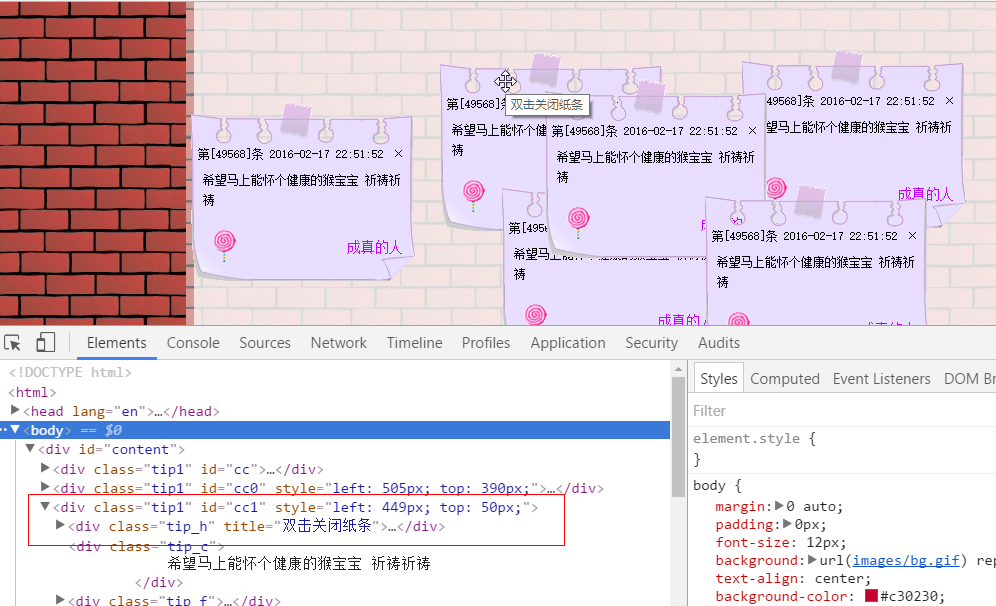 第[49568]条
双击关闭纸条
希望马上能怀个健
祷
第[49568]条 2016-02-17 22:51:52 ×
希望马上能怀个健康的猴宝宝 祈祷祈
祷
成真的人
第[49568]条 2016-02-17 22:51:52 ×
希望马上能怀个健康的猴宝宝 祈祷祈
祷
[49568]条 2016-02-17 22:51:52 ×
望马上能怀个健康的猴宝宝 祈祷祈
成真的人
第[4956
希望马上能怀个健康的猴宝宝
祷
成真的人
第[49568]条 2016-02-17 22:51:52 ×
希望马上能怀个健康的猴宝宝 祈祷祈
祷
Elements Console Sources Network Timeline Profiles Application Security Audits
<!DOCTYPE html>
<html>
<head lang="en">…</head>
<body> == $0
<div id="content">
<div class="tip1" id="cc">…</div>
<div class="tip1" id="cc0" style="left: 505px; top: 390px;">…</div>
<div class="tip1" id="cc1" style="left: 449px; top: 50px;">
<div class="tip_h" title="双击关闭纸条">…</div>
<div class="tip_c">
希望马上能怀个健康的猴宝宝 祈祷祈祷
</div>
<div class="tip_f">…</div>
Styles Computed Event Listeners DOM Br
Filter
element.style {
}
body {
margin: 0 auto;
padding: 0px;
font-size: 12px;
background: url(images/bg.gif) rep
text-align: center;
background-color: #c30230;